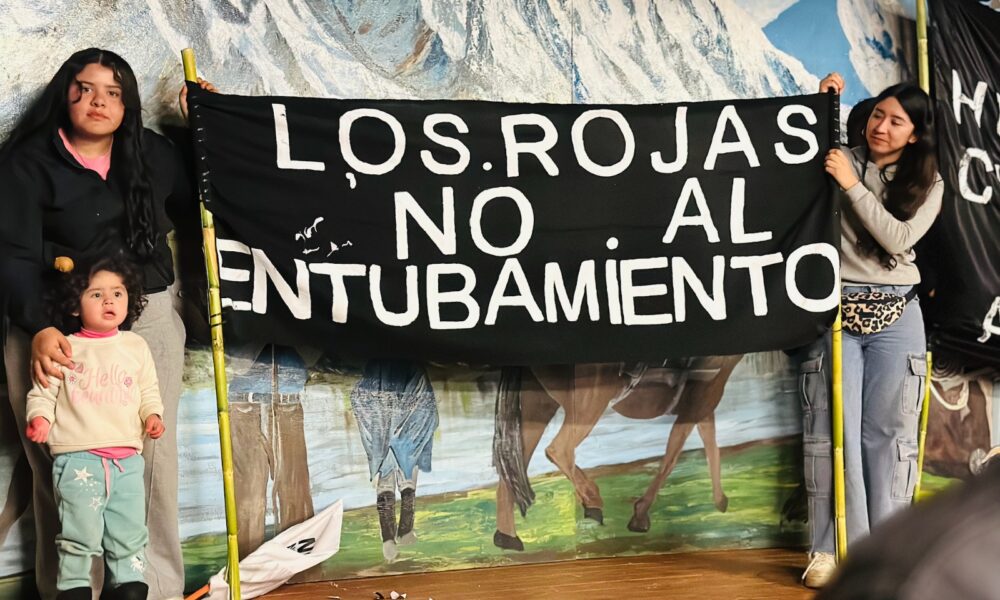 LOS.ROJAS
NO AL
ENTUBAMIENTO
Hello